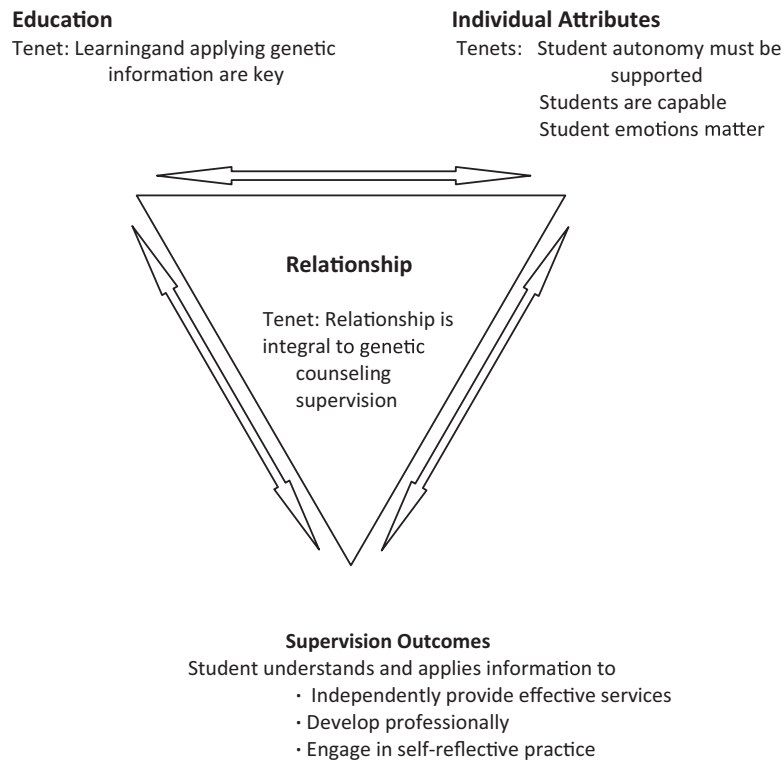 Education
Tenet: Learningand applying genetic
information are key
Individual Attributes
Tenets: Student autonomy must be
supported
Students are capable
Student emotions matter
Relationship
Tenet: Relationship is
integral to genetic
counseling
supervision
Supervision Outcomes
Student understands and applies information to
· Independently provide effective services
· Develop professionally
· Engage in self-reflective practice